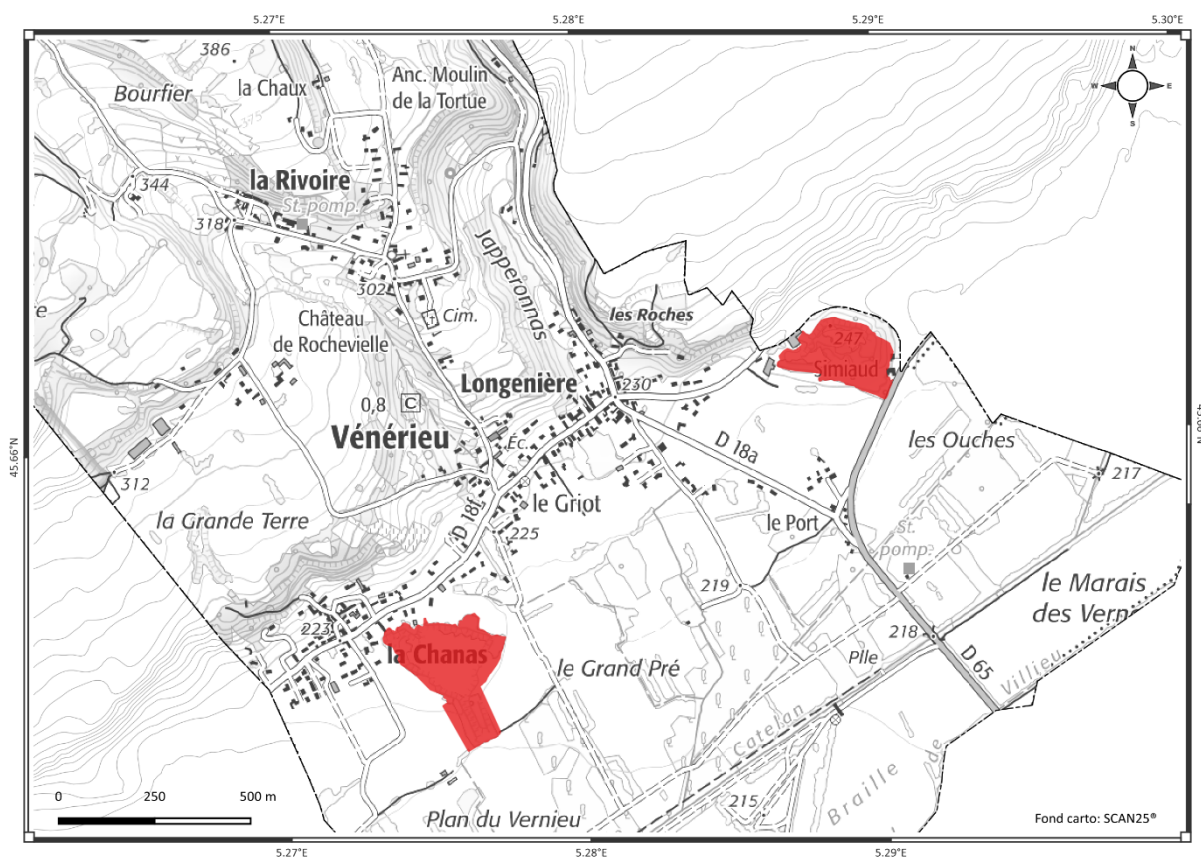 5.27°E
5.28°E
5.29°E
5.30°E
386
Bourfier
la Chaux
375
Anc. Moulin
de la Tortue
N
W
E
S
344
la Rivoire
St. pomp.
318
302
Japperonnas
Cim.
les Roches
Château
de Rochevielle
247
Simiaud
Longenière
230
0,8
C
Vénérieu
Éc.
D 18a
les Ouches
217
45.66°N
45.66°N
312
la Grande Terre
le Griot
D 18f
225
le Port
St.
pomp.
219
le Marais
des Vern
223
la Chanas
le Grand Pré
Plle
218
D 65
Villieu
Catelan
de
Braille
215
Plan du Vernieu
0
250
500 m
Fond carto: SCAN25®
5.27°E
5.28°E
5.29°E